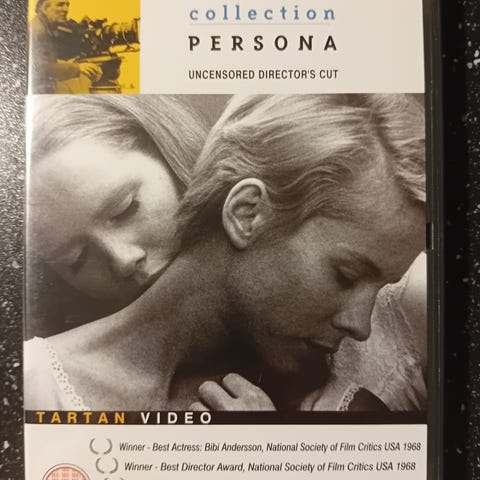 collection
PERSONA
UNCENSORED DIRECTOR'S CUT
TARTAN VIDEO
Winner - Best Actress: Bibi Andersson, National Society of Film Critics USA 1968
Winner - Best Director Award, National Society of Film Critics USA 1968